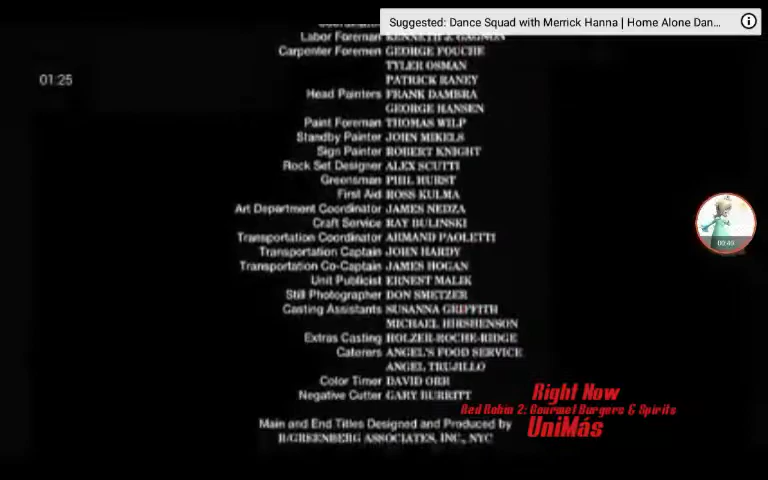 Suggested: Dance Squad with Merrick Hanna | Home Alone Dan...
Labor Foreman KENNETH J. GAGNON
Carpenter Foremen GEORGE FOUCHE
TYLER OSMAN
01:25
PATRICK RANEY
Head Painters FRANK DAMBRA
GEORGE HANSEN
Paint Foreman THOMAS WILP
Standby Painter JOHN MIKELS
Sign Painter ROBERT KNIGHT
Rock Set Designer ALEX SCUTTI
Greensman PHIL HURST
First Aid ROSS KULMA
Art Department Coordinator JAMES NEDZA
Craft Service RAY BULINSKI
Transportation Coordinator ARMAND PAOLETTI
00:40
Transportation Captain JOHN HARDY
Transportation Co-Captain JAMES HOGAN
Unit Publicist ERNEST MALIK
Still Photographer DON SMETZER
Casting Assistants SUSANNA GRIFFITH
MICHAEL HIRSHENSON
Extras Casting HOLZER-ROCHE-RIDGE
Caterers ANGEL'S FOOD SERVICE
ANGEL TRUJILLO
Color Timer DAVID ORR
Negative Cutter GARY BURRITT
Right Now
Red Robin 2: Gourmet Burgers & Spirits
UniMás
Main and End Titles Designed and Produced by
R/GREENBERG ASSOCIATES, INC., NYC